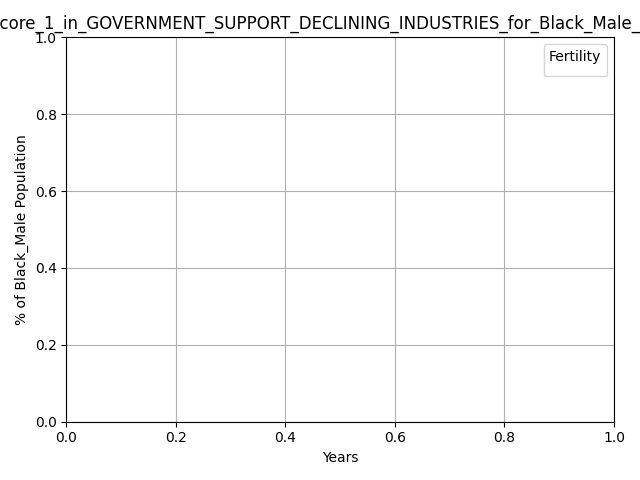 core_1_in_GOVERNMENT_SUPPORT_DECLINING_INDUSTRIES_for_Black_Male_
Fertility
1.0
0.8
0.6
0.4
0.2
0.0
% of Black_Male Population
0.0 0.2 0.4 0.6 0.8 1.0
Years